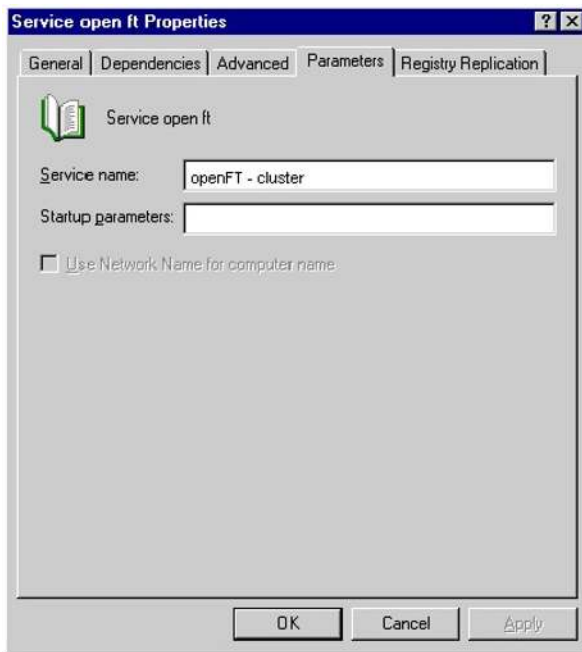 Service open ft Properties
General Dependencies Advanced Parameters Registry Replication
Service open ft
Service name: openFT - cluster
Startup parameters:
Use Network Name for computer name
OK Cancel Apply